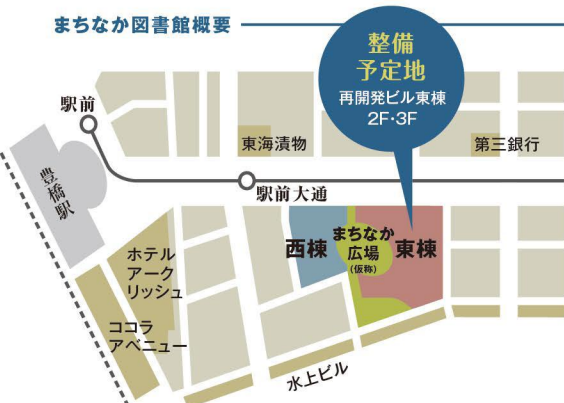 まちなか図書館概要
整備
予定地
再開発ビル東棟
2F・3F
駅前
東海漬物
第三銀行
豊橋駅
駅前大通
西棟
まちなか
広場
(仮称)
東棟
ホテル
アーク
リッシュ
ココラ
アベニュー
水上ビル